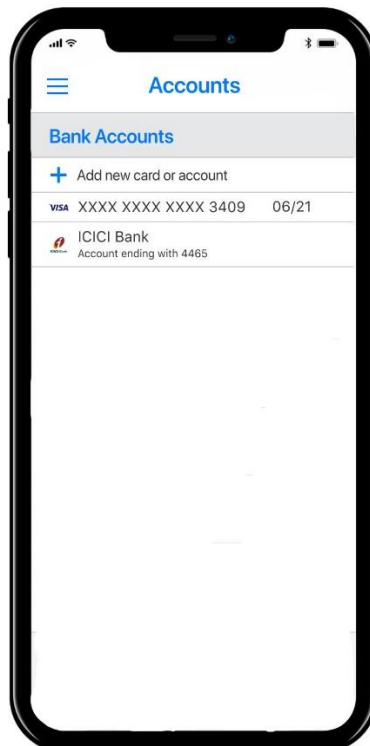 Accounts
Bank Accounts
+ Add new card or account
VISA XXXX XXXX XXXX 3409 06/21
ICICI Bank
Account ending with 4465